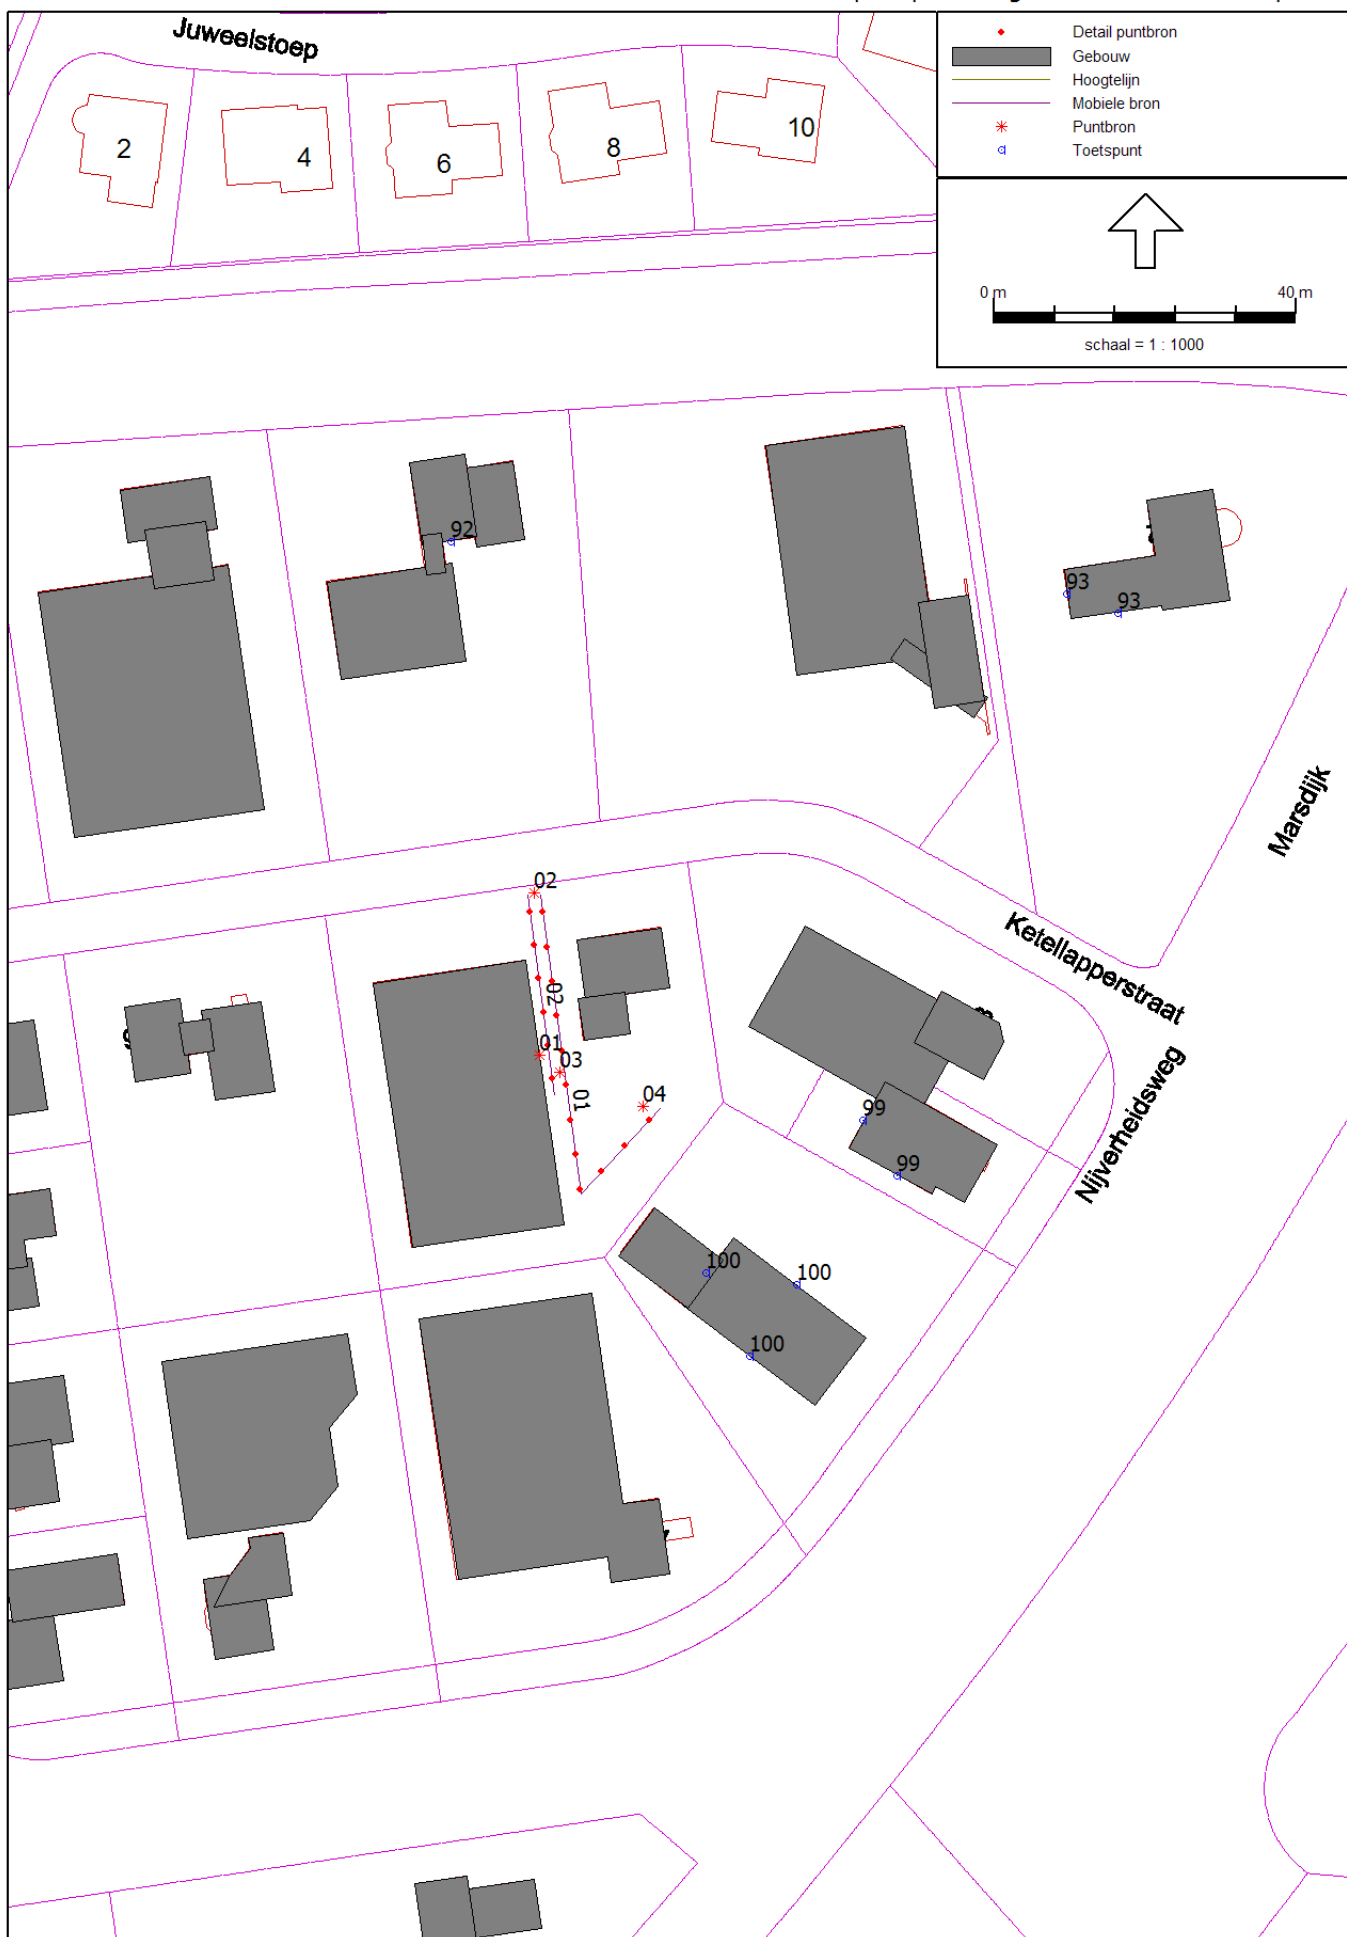 Juweelstoep
Detail puntbron
Gebouw
Hoogtelijn
Mobiele bron
Puntbron
Toetspunt
2
4
6
8
10
0 m
40 m
schaal = 1 : 1000
92
93
93
Marsdijk
02
Ketellapperstraat
02
01
03
01
04
99
99
Nijverheidsweg
100
100
100